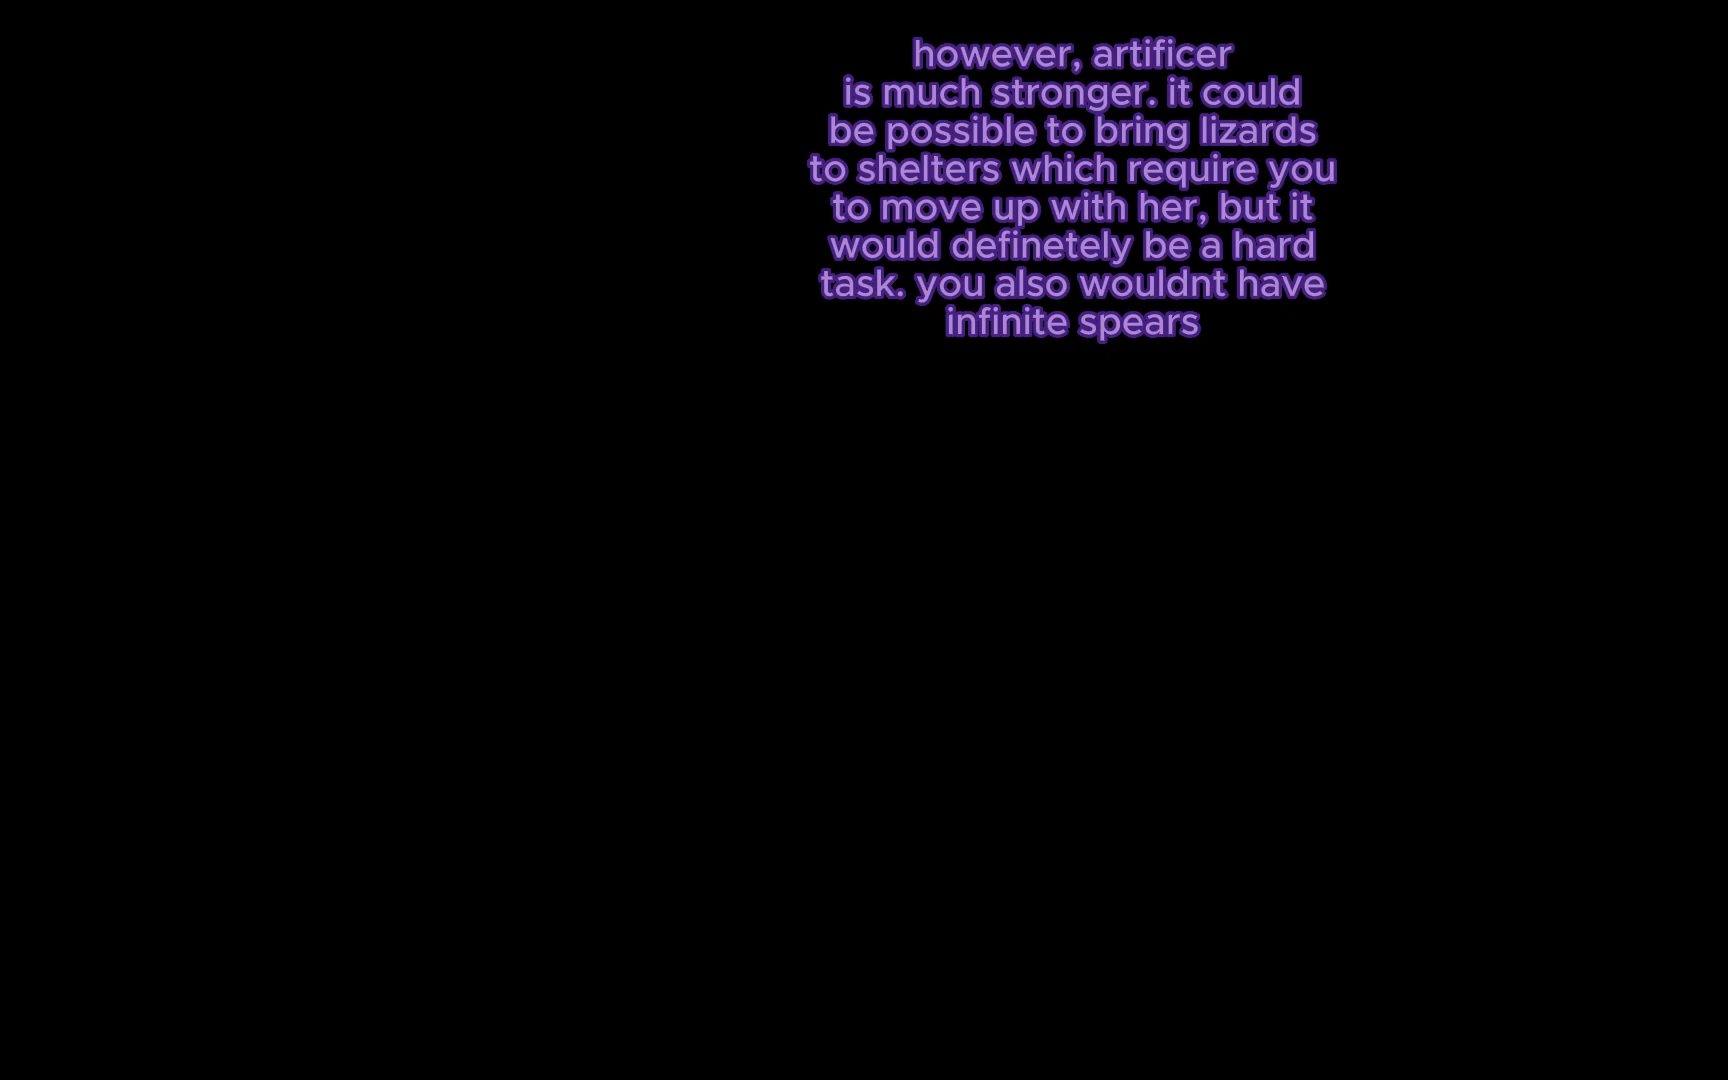 however, artificer
is much stronger. it could
be possible to bring lizards
to shelters which require you
to move up with her, but it
would definetely be a hard
task. you also wouldnt have
infinite spears